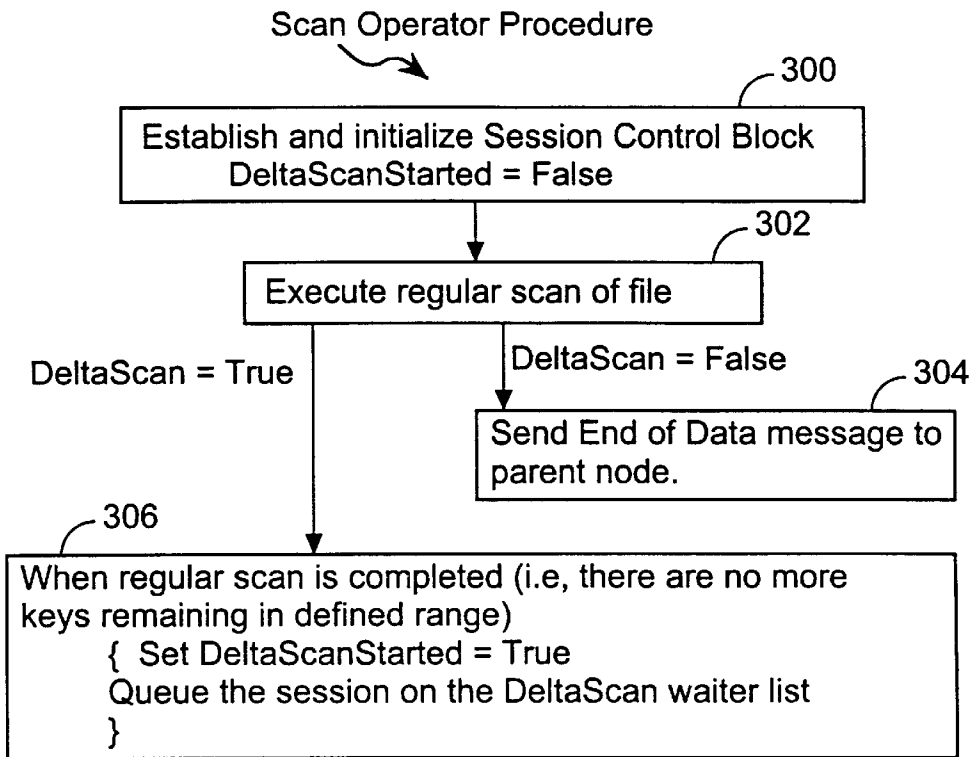 Scan Operator Procedure
300
Establish and initialize Session Control Block
DeltaScanStarted = False
302
Execute regular scan of file
DeltaScan = True
DeltaScan = False
304
Send End of Data message to
parent node.
306
When regular scan is completed (i.e, there are no more
keys remaining in defined range)
{ Set DeltaScanStarted = True
Queue the session on the DeltaScan waiter list
}